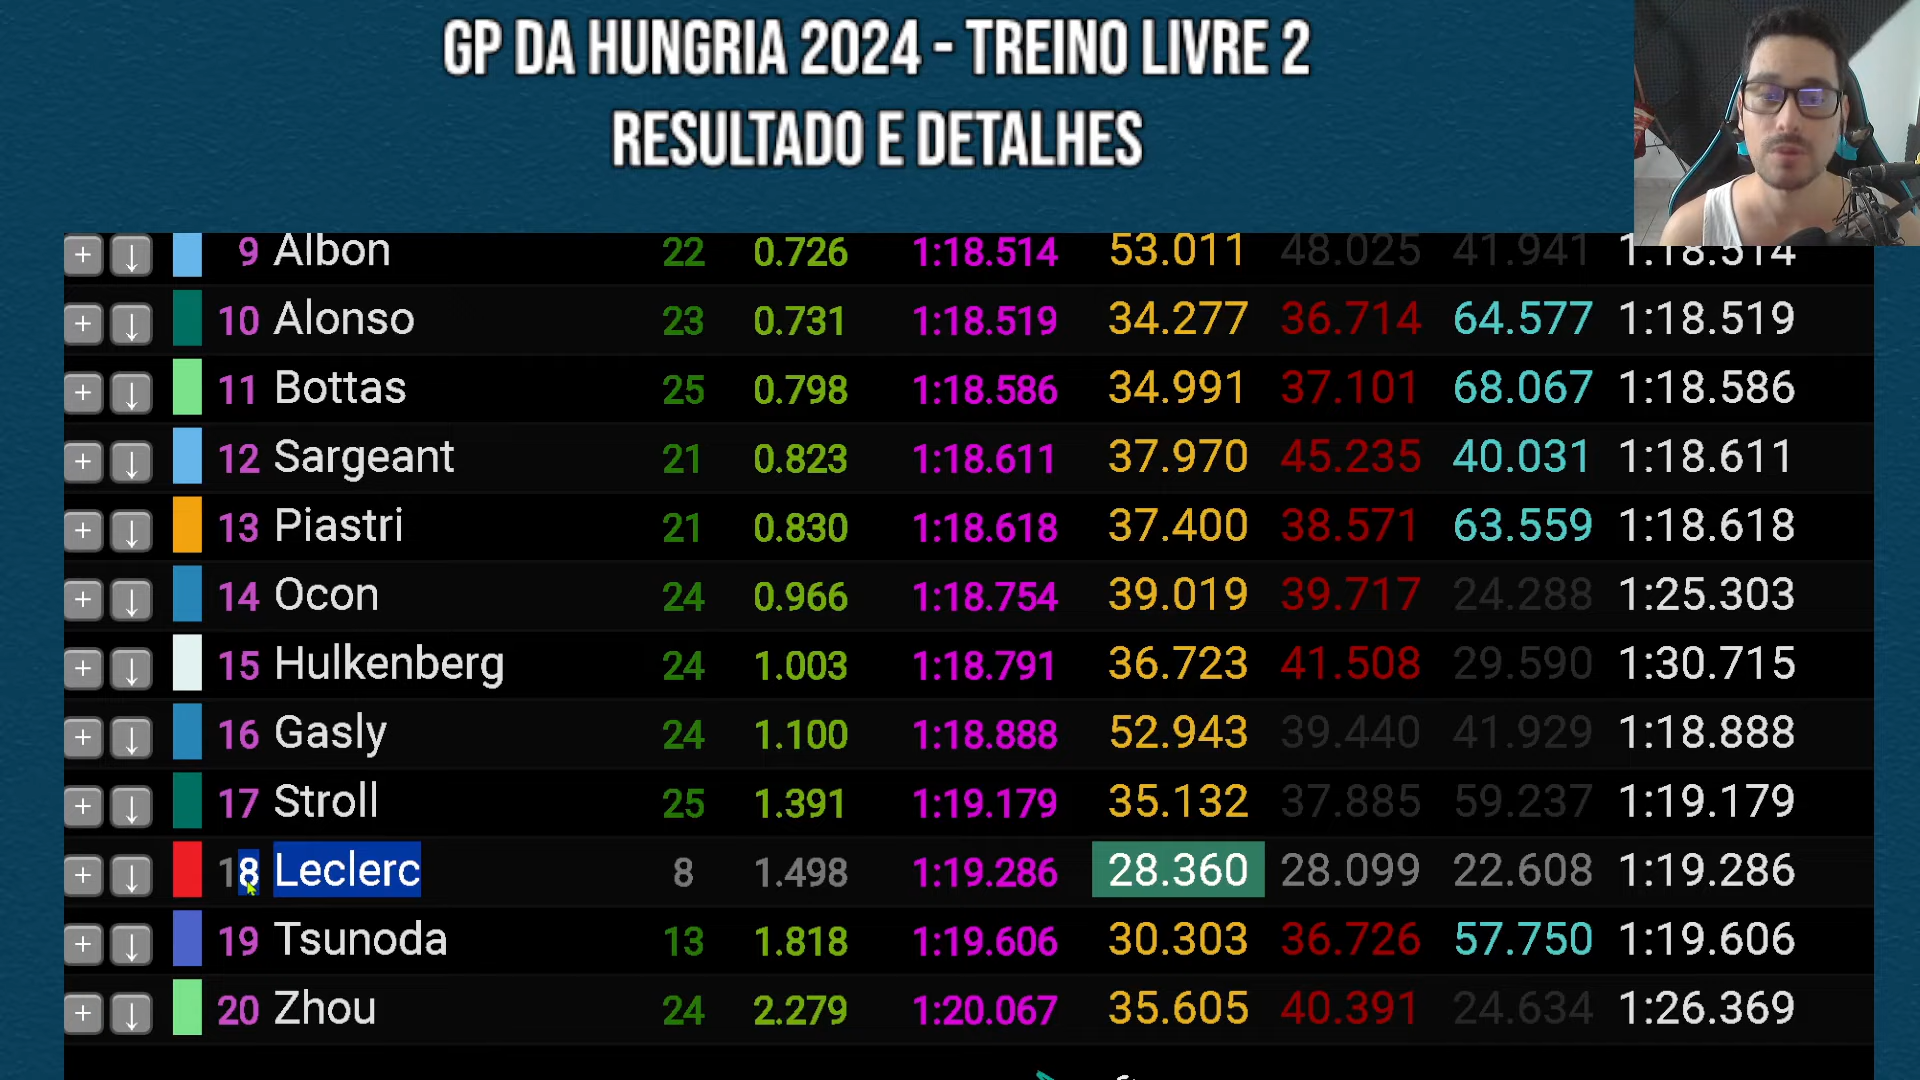 GP DA HUNGRIA 2024 - TREINO LIVRE 2
RESULTADO E DETALHES
+ ↓ 9 Albon 22 0.726 1:18.514 53.011 48.025 41.941 1:18.514
+ ↓ 10 Alonso 23 0.731 1:18.519 34.277 36.714 64.577 1:18.519
+ ↓ 11 Bottas 25 0.798 1:18.586 34.991 37.101 68.067 1:18.586
+ ↓ 12 Sargeant 21 0.823 1:18.611 37.970 45.235 40.031 1:18.611
+ ↓ 13 Piastri 21 0.830 1:18.618 37.400 38.571 63.559 1:18.618
+ ↓ 14 Ocon 24 0.966 1:18.754 39.019 39.717 24.288 1:25.303
+ ↓ 15 Hulkenberg 24 1.003 1:18.791 36.723 41.508 29.590 1:30.715
+ ↓ 16 Gasly 24 1.100 1:18.888 52.943 39.440 41.929 1:18.888
+ ↓ 17 Stroll 25 1.391 1:19.179 35.132 37.885 59.237 1:19.179
+ ↓ 18 Leclerc 8 1.498 1:19.286 28.360 28.099 22.608 1:19.286
+ ↓ 19 Tsunoda 13 1.818 1:19.606 30.303 36.726 57.750 1:19.606
+ ↓ 20 Zhou 24 2.279 1:20.067 35.605 40.391 24.634 1:26.369